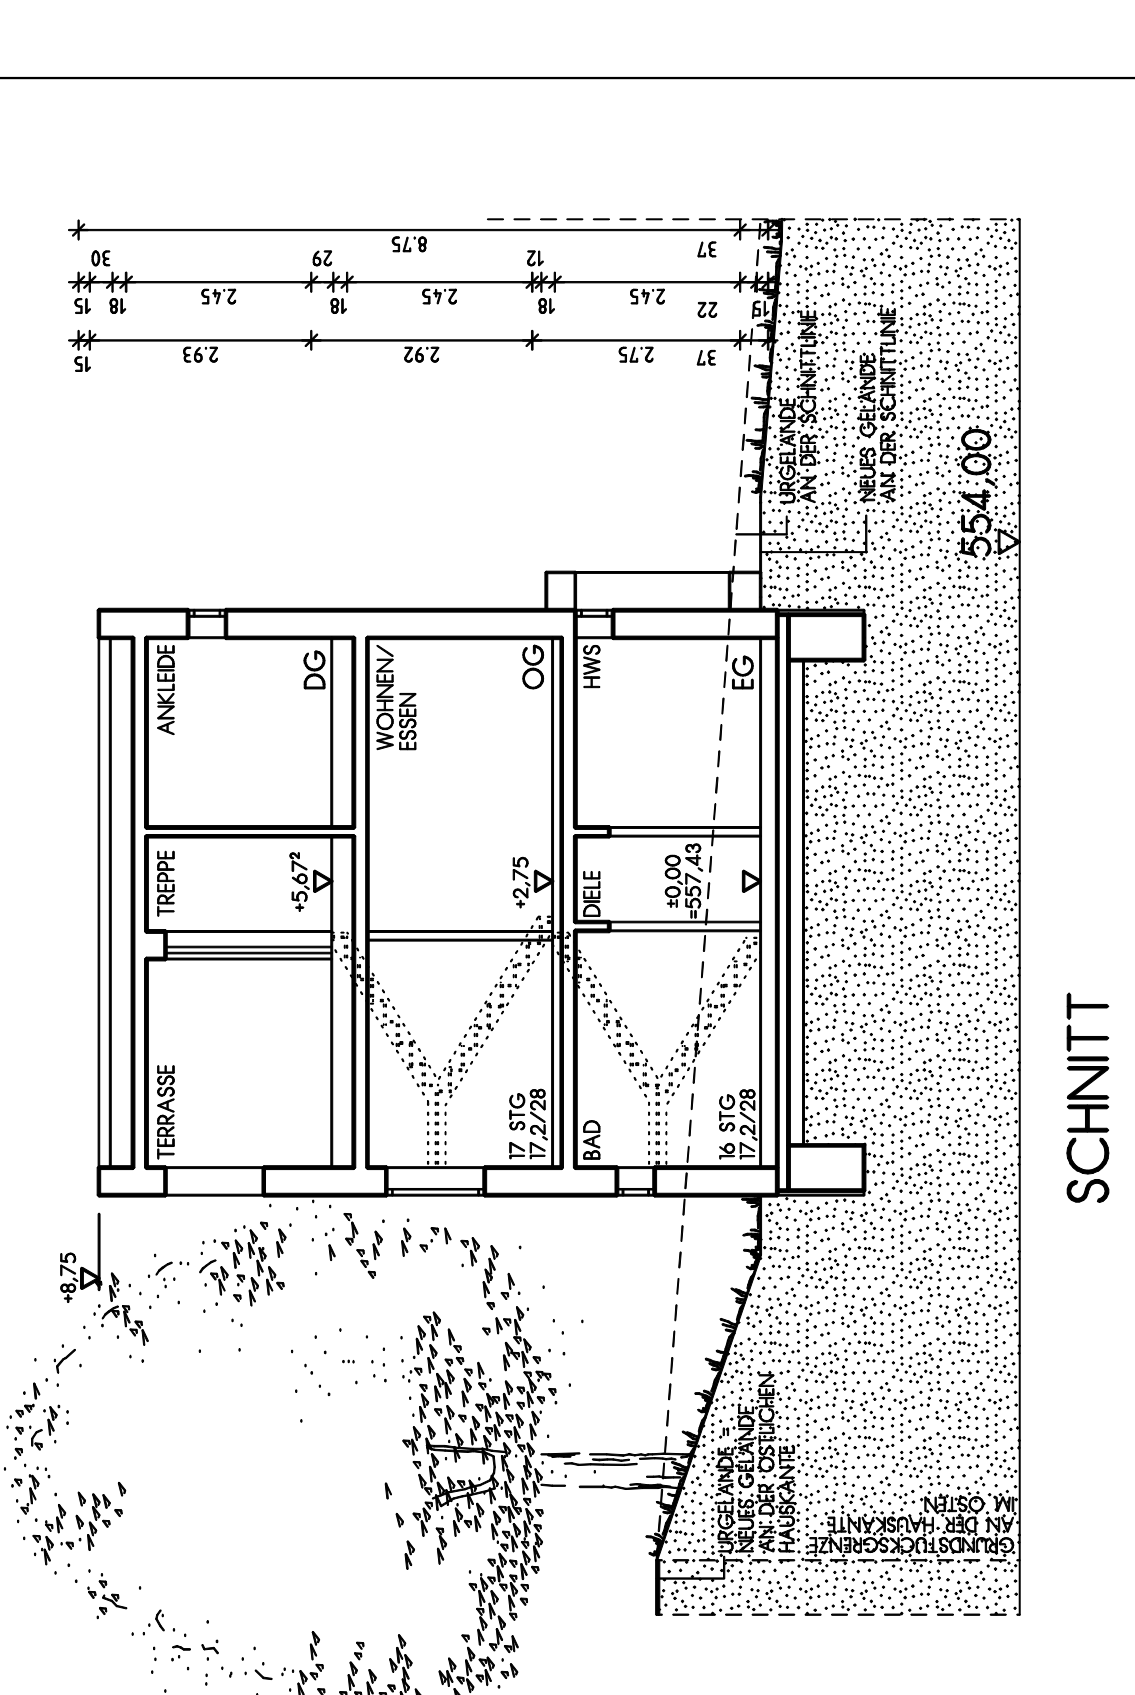 8.75
37
30
29
12
15
18
2.45
18
2.45
18
2.45
22
15
15
2.93
2.92
2.75
37
URGELÄNDE
AN DER SCHNITTLINIE
NEUES GELÄNDE
AN DER SCHNITTLINIE
554,00
ANKLEIDE
DG
WOHNEN/
ESSEN
OG
HWS
EG
TREPPE
+5,67²
+2,75
DIELE
±0,00
=557,43
TERRASSE
17 STG
17,2/28
BAD
16 STG
17,2/28
+8,75
URGELÄNDE =
NEUES GELÄNDE
AN DER ÖSTLICHEN
HAUSKANTE
GRUNDSTÜCKSGRENZE
AN DER HAUSKANTE
IM OSTEN
SCHNITT